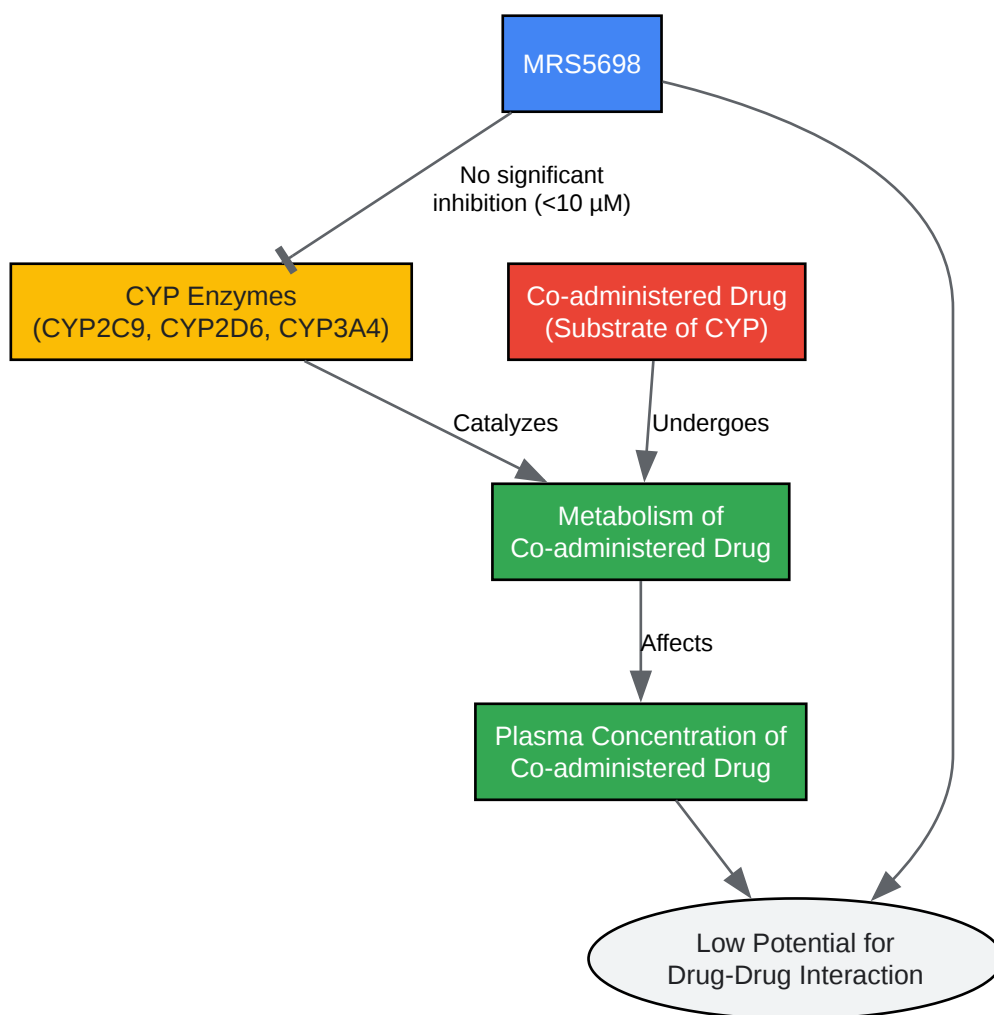 MRS5698
No significant
inhibition (<10 µM)
CYP Enzymes
(CYP2C9, CYP2D6, CYP3A4)
Co-administered Drug
(Substrate of CYP)
Catalyzes
Undergoes
Metabolism of
Co-administered Drug
Affects
Plasma Concentration of
Co-administered Drug
Low Potential for
Drug-Drug Interaction